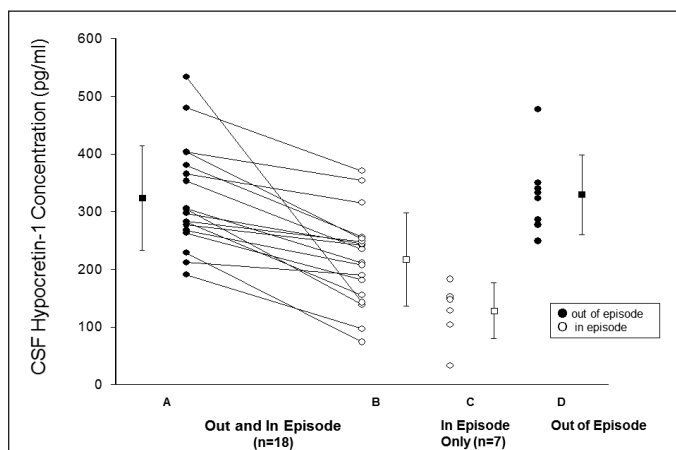 CSF Hypocretin-1 Concentration (pg/ml)
600
500
400
300
200
100
0
out of episode
in episode
A
B
C
D
Out and In Episode
(n=18)
In Episode
Only (n=7)
Out of Episode